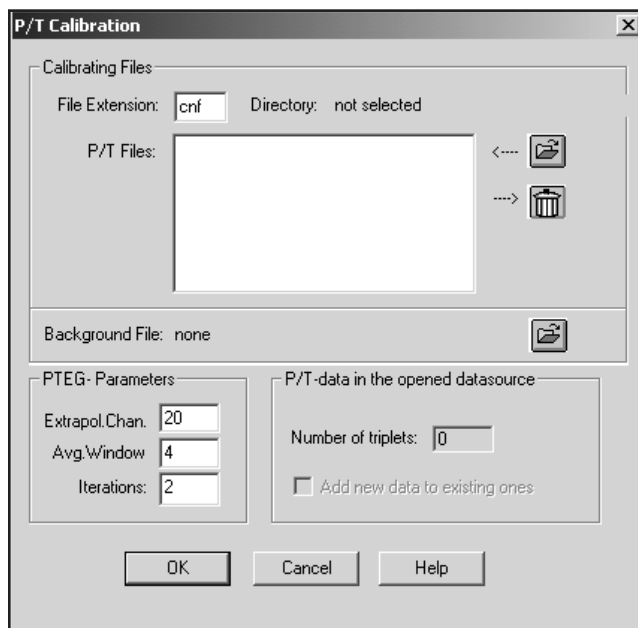 P/T Calibration
Calibrating Files
File Extension: cnf Directory: not selected
P/T Files: <----
---->
Background File: none
PTEG- Parameters
Extrapol.Chan. 20
Avg.Window 4
Iterations: 2
P/T-data in the opened datasource
Number of triplets: 0
Add new data to existing ones
OK Cancel Help